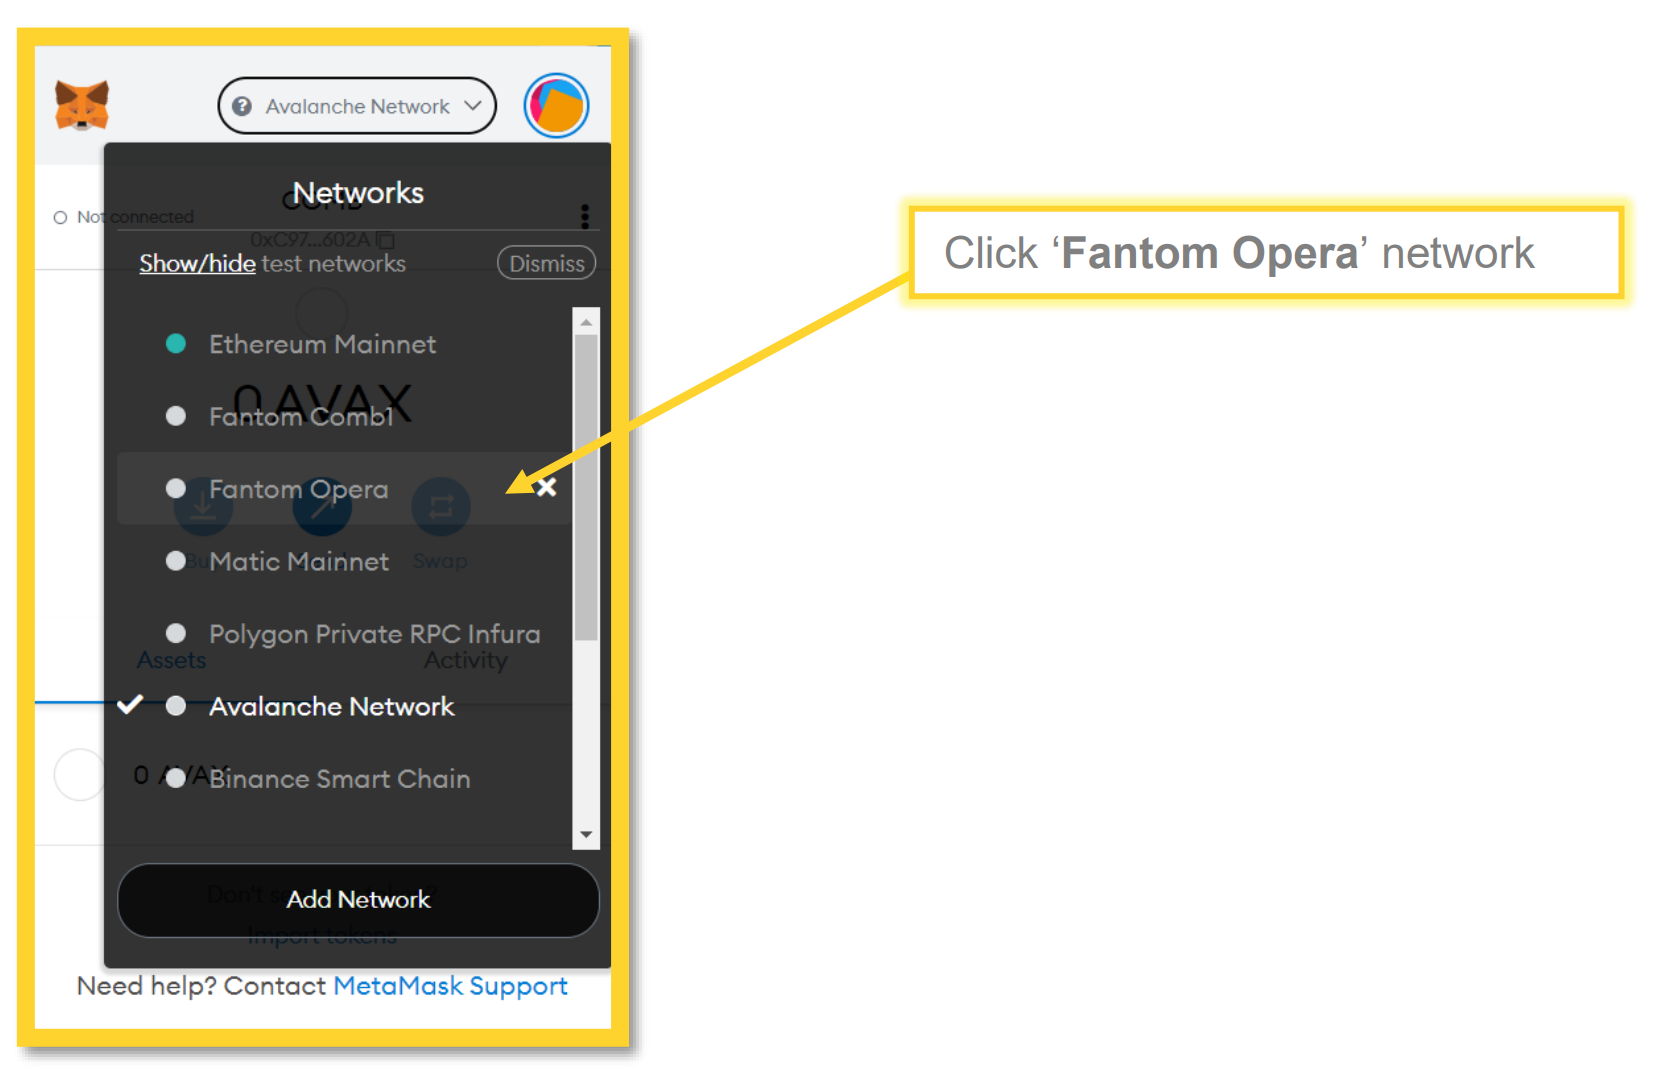 Avalanche Network
Networks
COMB
Not connected
0xC97...602A
Show/hide test networks
Dismiss
Click ‘Fantom Opera’ network
Ethereum Mainnet
0 AVAX
Fantom Comb1
Fantom Opera
Matic Mainnet
Swap
Polygon Private RPC Infura
Assets
Activity
Avalanche Network
0 AVAX
Binance Smart Chain
Add Network
Import tokens
Need help? Contact MetaMask Support